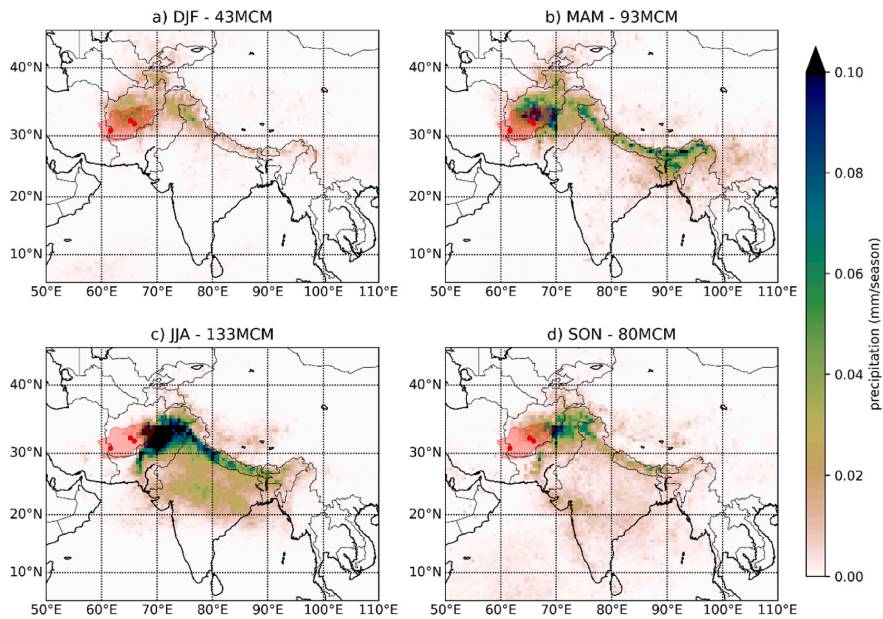 a) DJF - 43MCM
40°N
30°N
20°N
10°N
50°E 60°E 70°E 80°E 90°E 100°E 110°E
b) MAM - 93MCM
40°N
30°N
20°N
10°N
50°E 60°E 70°E 80°E 90°E 100°E 110°E
c) JJA - 133MCM
40°N
30°N
20°N
10°N
50°E 60°E 70°E 80°E 90°E 100°E 110°E
d) SON - 80MCM
40°N
30°N
20°N
10°N
50°E 60°E 70°E 80°E 90°E 100°E 110°E
0.10
0.08
0.06
0.04
0.02
0.00
precipitation (mm/season)